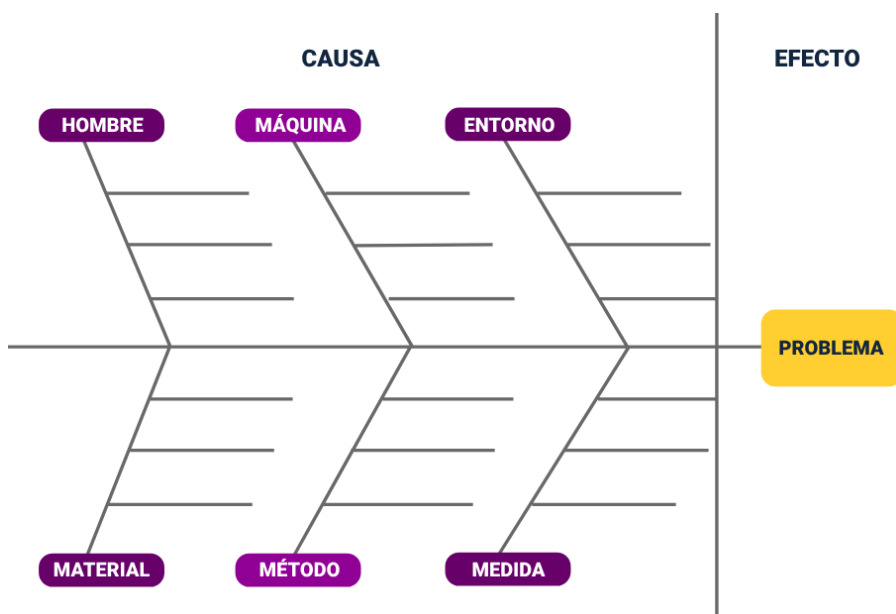 CAUSA
EFECTO
HOMBRE
MÁQUINA
ENTORNO
PROBLEMA
MATERIAL
MÉTODO
MEDIDA